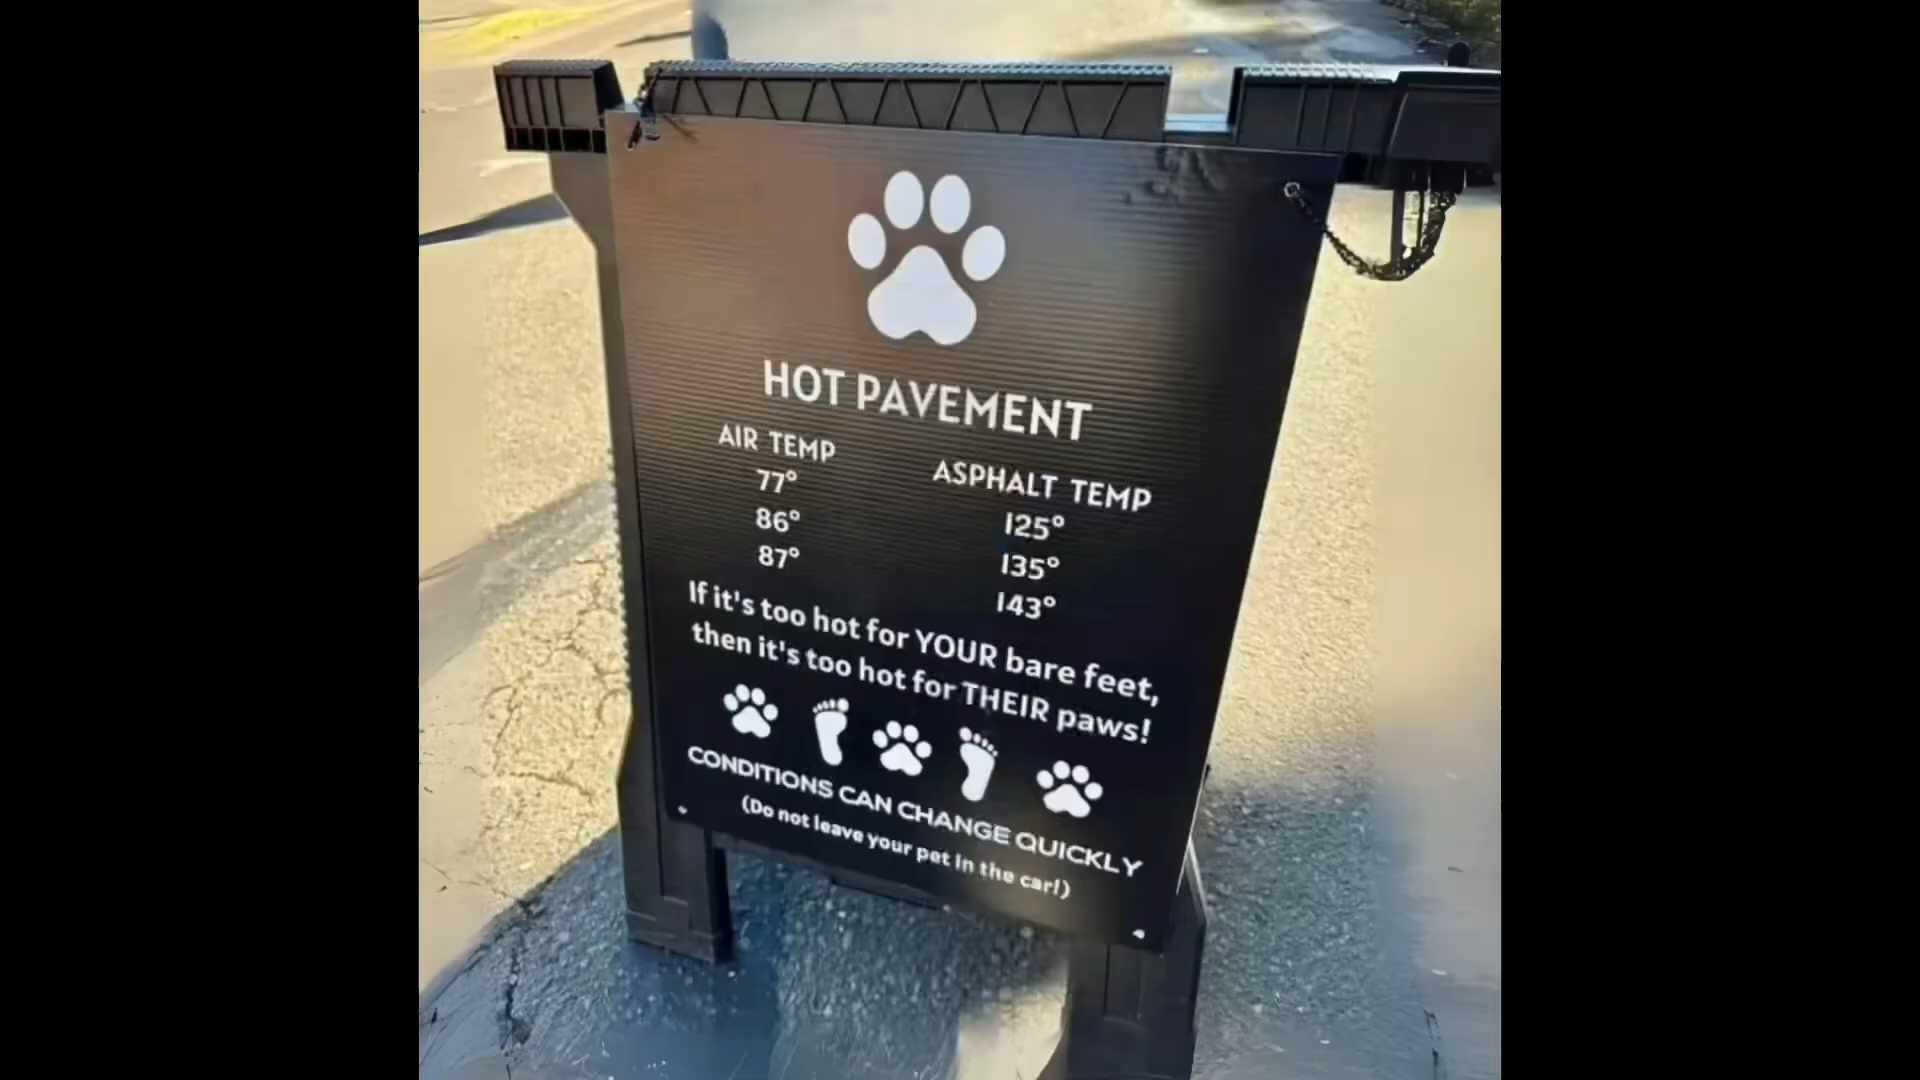 HOT PAVEMENT
AIR TEMP ASPHALT TEMP
77° 125°
86° 135°
87° 143°
If it's too hot for YOUR bare feet,
then it's too hot for THEIR paws!
CONDITIONS CAN CHANGE QUICKLY
(Do not leave your pet in the car!)